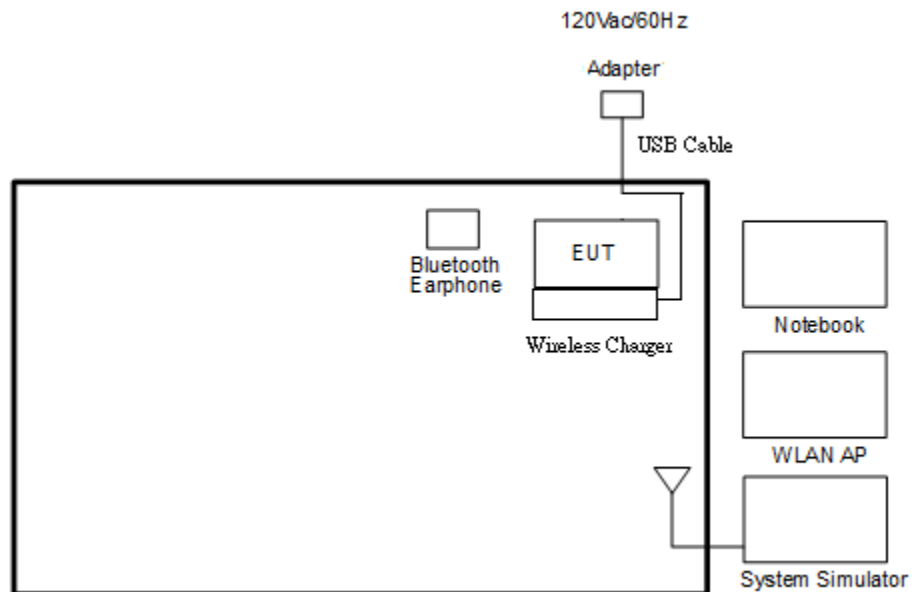 120Vac/60Hz
Adapter
USB Cable
Bluetooth
Earphone
EUT
Wireless Charger
Notebook
WLAN AP
System Simulator